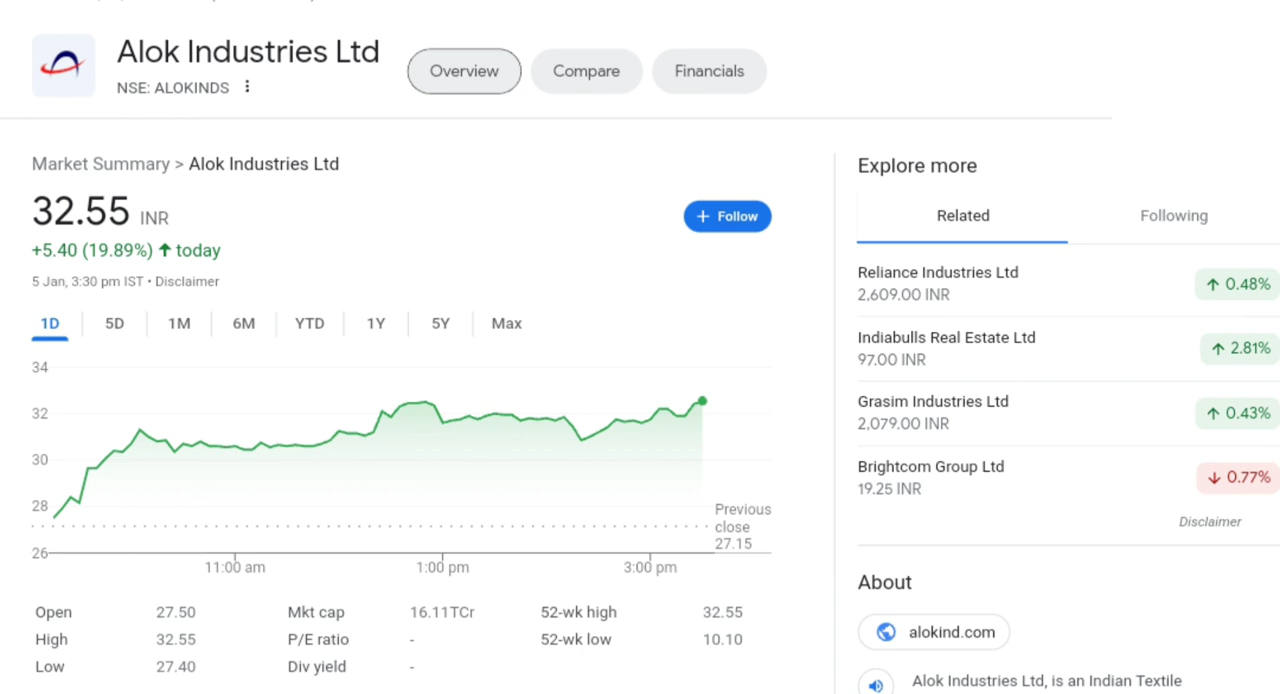 Alok Industries Ltd
NSE: ALOKINDS
Overview
Compare
Financials
Market Summary > Alok Industries Ltd
32.55 INR
+ Follow
+5.40 (19.89%) ↑ today
5 Jan, 3:30 pm IST • Disclaimer
1D 5D 1M 6M YTD 1Y 5Y Max
34
32
30
28
26
Previous
close
27.15
11:00 am 1:00 pm 3:00 pm
Open 27.50 Mkt cap 16.11TCr 52-wk high 32.55
High 32.55 P/E ratio - 52-wk low 10.10
Low 27.40 Div yield -
Explore more
Related Following
Reliance Industries Ltd
2,609.00 INR
↑ 0.48%
Indiabulls Real Estate Ltd
97.00 INR
↑ 2.81%
Grasim Industries Ltd
2,079.00 INR
↑ 0.43%
Brightcom Group Ltd
19.25 INR
↓ 0.77%
Disclaimer
About
alokind.com
Alok Industries Ltd, is an Indian Textile